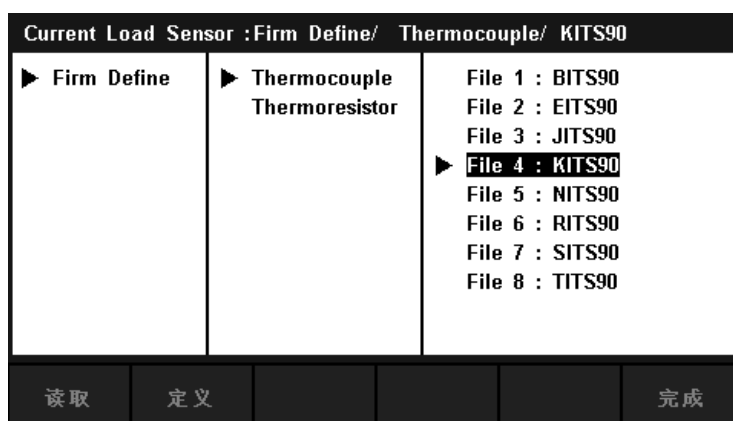 Current Load Sensor :Firm Define/ Thermocouple/ KITS90
▶ Firm Define
▶ Thermocouple
Thermoresistor
File 1 : BITS90
File 2 : EITS90
File 3 : JITS90
▶ File 4 : KITS90
File 5 : NITS90
File 6 : RITS90
File 7 : SITS90
File 8 : TITS90
读取 定义 完成